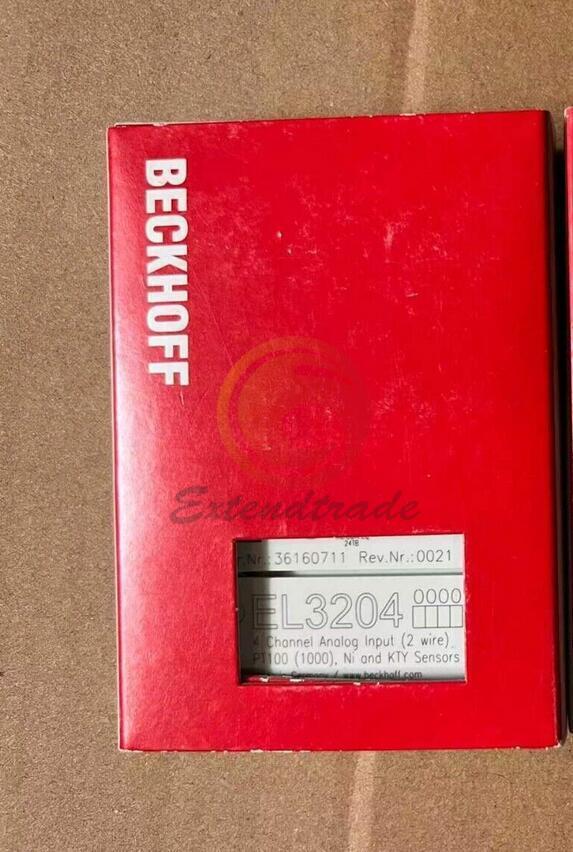 BECKHOFF
Extendtrade
2418
r.Nr.: 36160711 Rev.Nr.:0021
EL3204 0000
4 Channel Analog Input (2 wire)
PT100 (1000), Ni and KTY Sensors
Germany / www.beckhoff.com